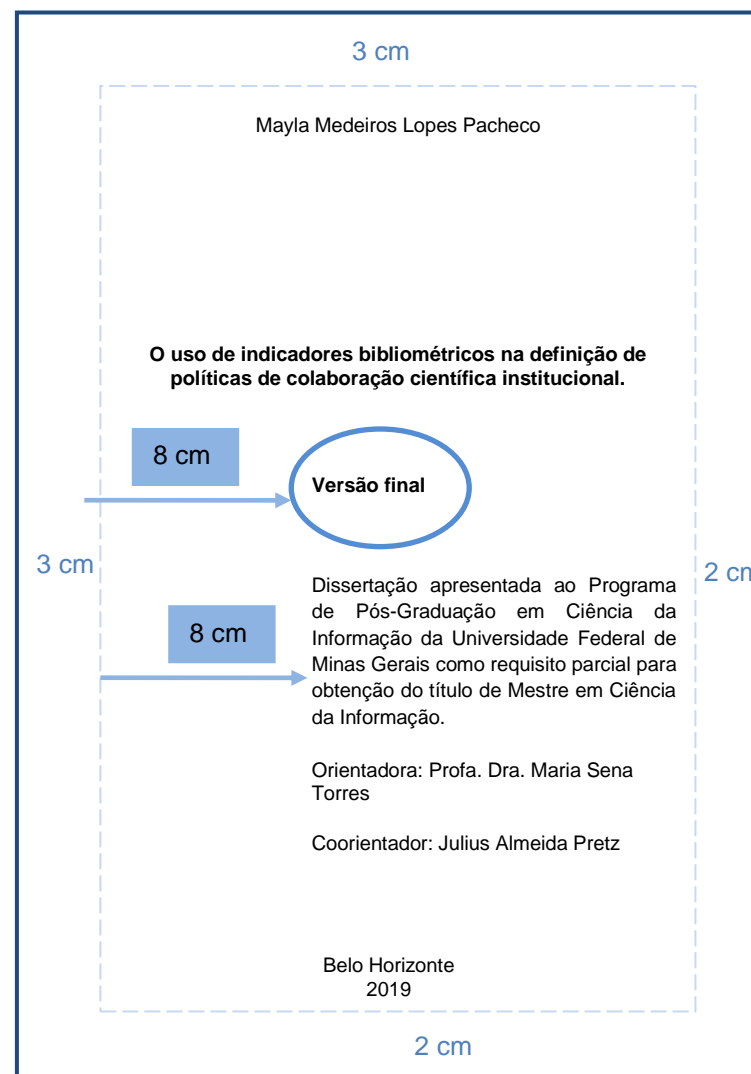 3 cm
Mayla Medeiros Lopes Pacheco
O uso de indicadores bibliométricos na definição de
políticas de colaboração científica institucional.
8 cm
Versão final
3 cm
2 cm
Dissertação apresentada ao Programa
de Pós-Graduação em Ciência da
Informação da Universidade Federal de
Minas Gerais como requisito parcial para
obtenção do título de Mestre em Ciência
da Informação.
8 cm
Orientadora: Profa. Dra. Maria Sena
Torres
Coorientador: Julius Almeida Pretz
Belo Horizonte
2019
2 cm